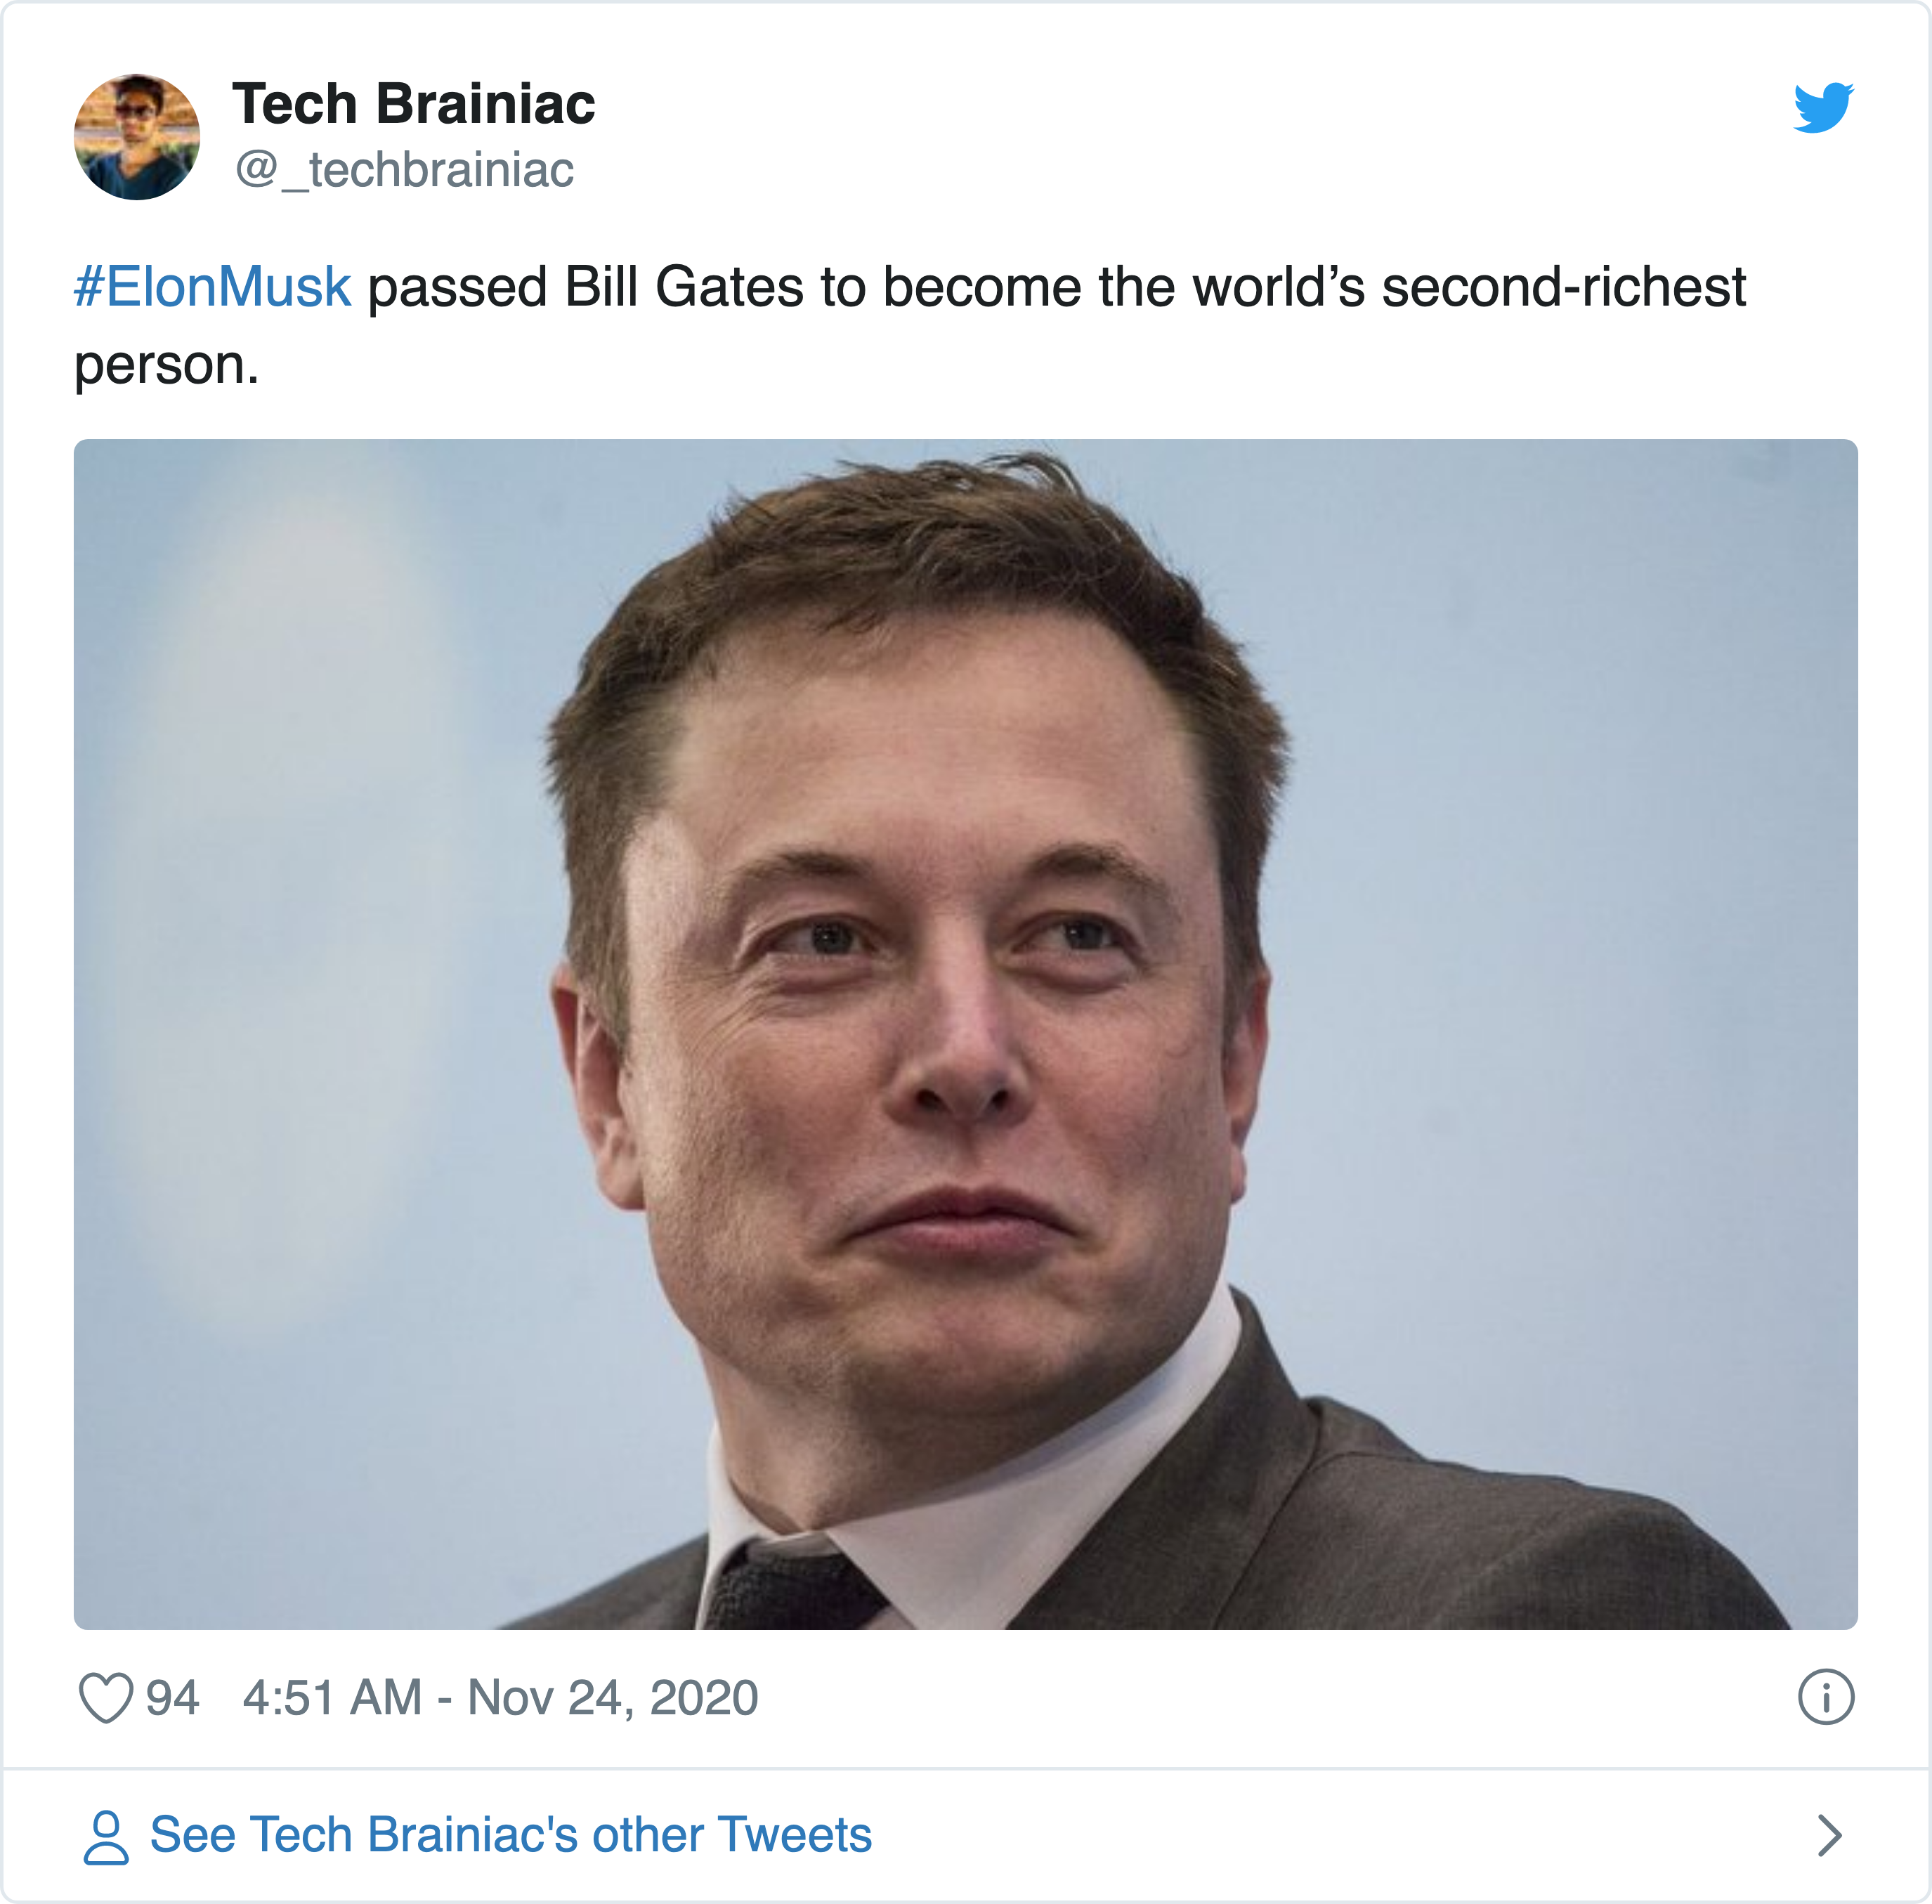 Tech Brainiac
@_techbrainiac
#ElonMusk passed Bill Gates to become the world’s second-richest
person.
94 4:51 AM - Nov 24, 2020
See Tech Brainiac's other Tweets